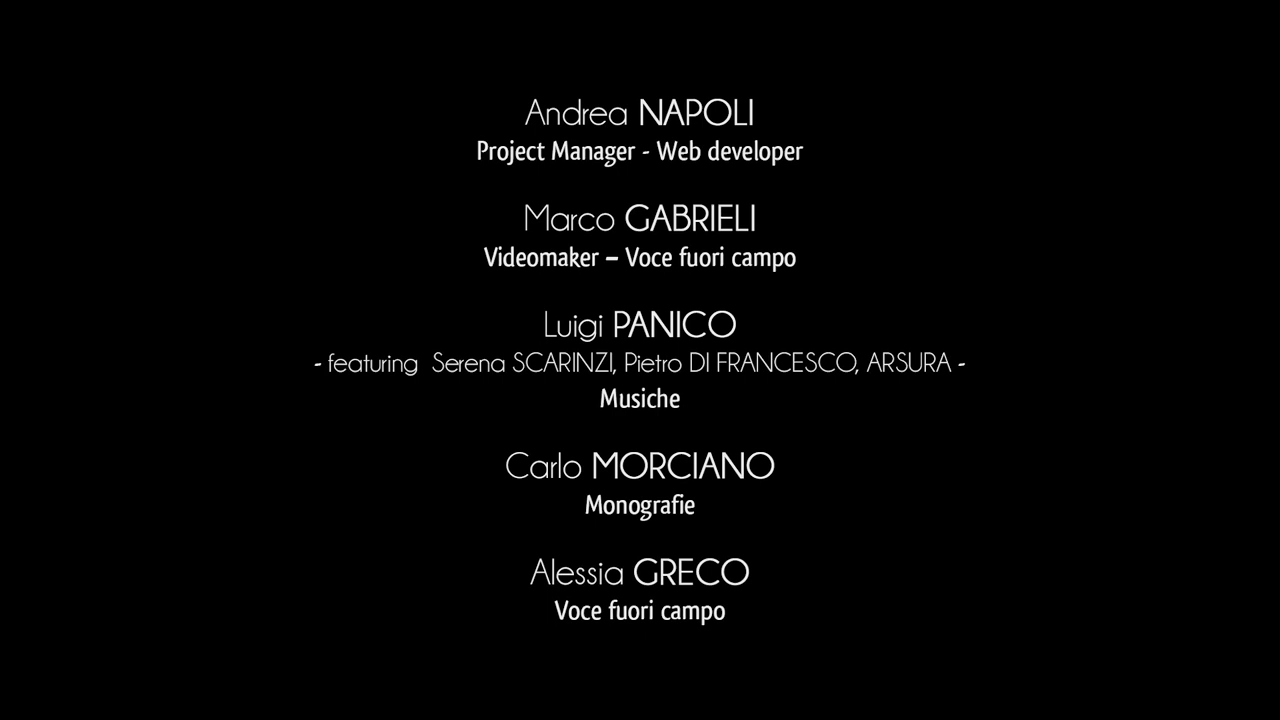 Andrea NAPOLI
Project Manager - Web developer
Marco GABRIELI
Videomaker – Voce fuori campo
Luigi PANICO
- featuring  Serena SCARINZI, Pietro DI FRANCESCO, ARSURA -
Musiche
Carlo MORCIANO
Monografie
Alessia GRECO
Voce fuori campo